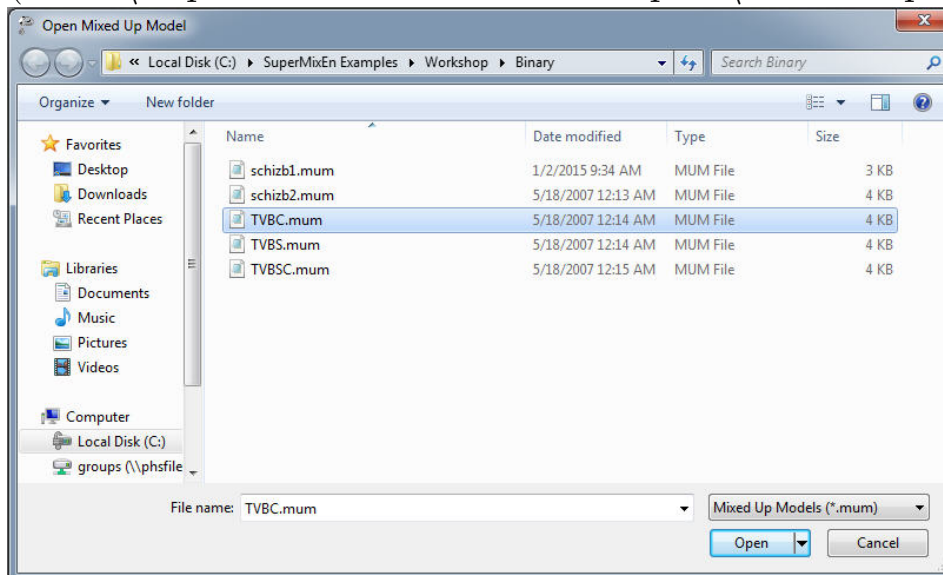 Open Mixed Up Model
« Local Disk (C:) ▸ SuperMixEn Examples ▸ Workshop ▸ Binary
Search Binary
Organize ▾ New folder
Name Date modified Type Size
Favorites
Desktop
Downloads
Recent Places
Libraries
Documents
Music
Pictures
Videos
Computer
Local Disk (C:)
groups (\\phsfile
schizb1.mum 1/2/2015 9:34 AM MUM File 3 KB
schizb2.mum 5/18/2007 12:13 AM MUM File 4 KB
TVBC.mum 5/18/2007 12:14 AM MUM File 4 KB
TVBS.mum 5/18/2007 12:14 AM MUM File 4 KB
TVBSC.mum 5/18/2007 12:15 AM MUM File 4 KB
File name: TVBC.mum
Mixed Up Models (*.mum)
Open Cancel